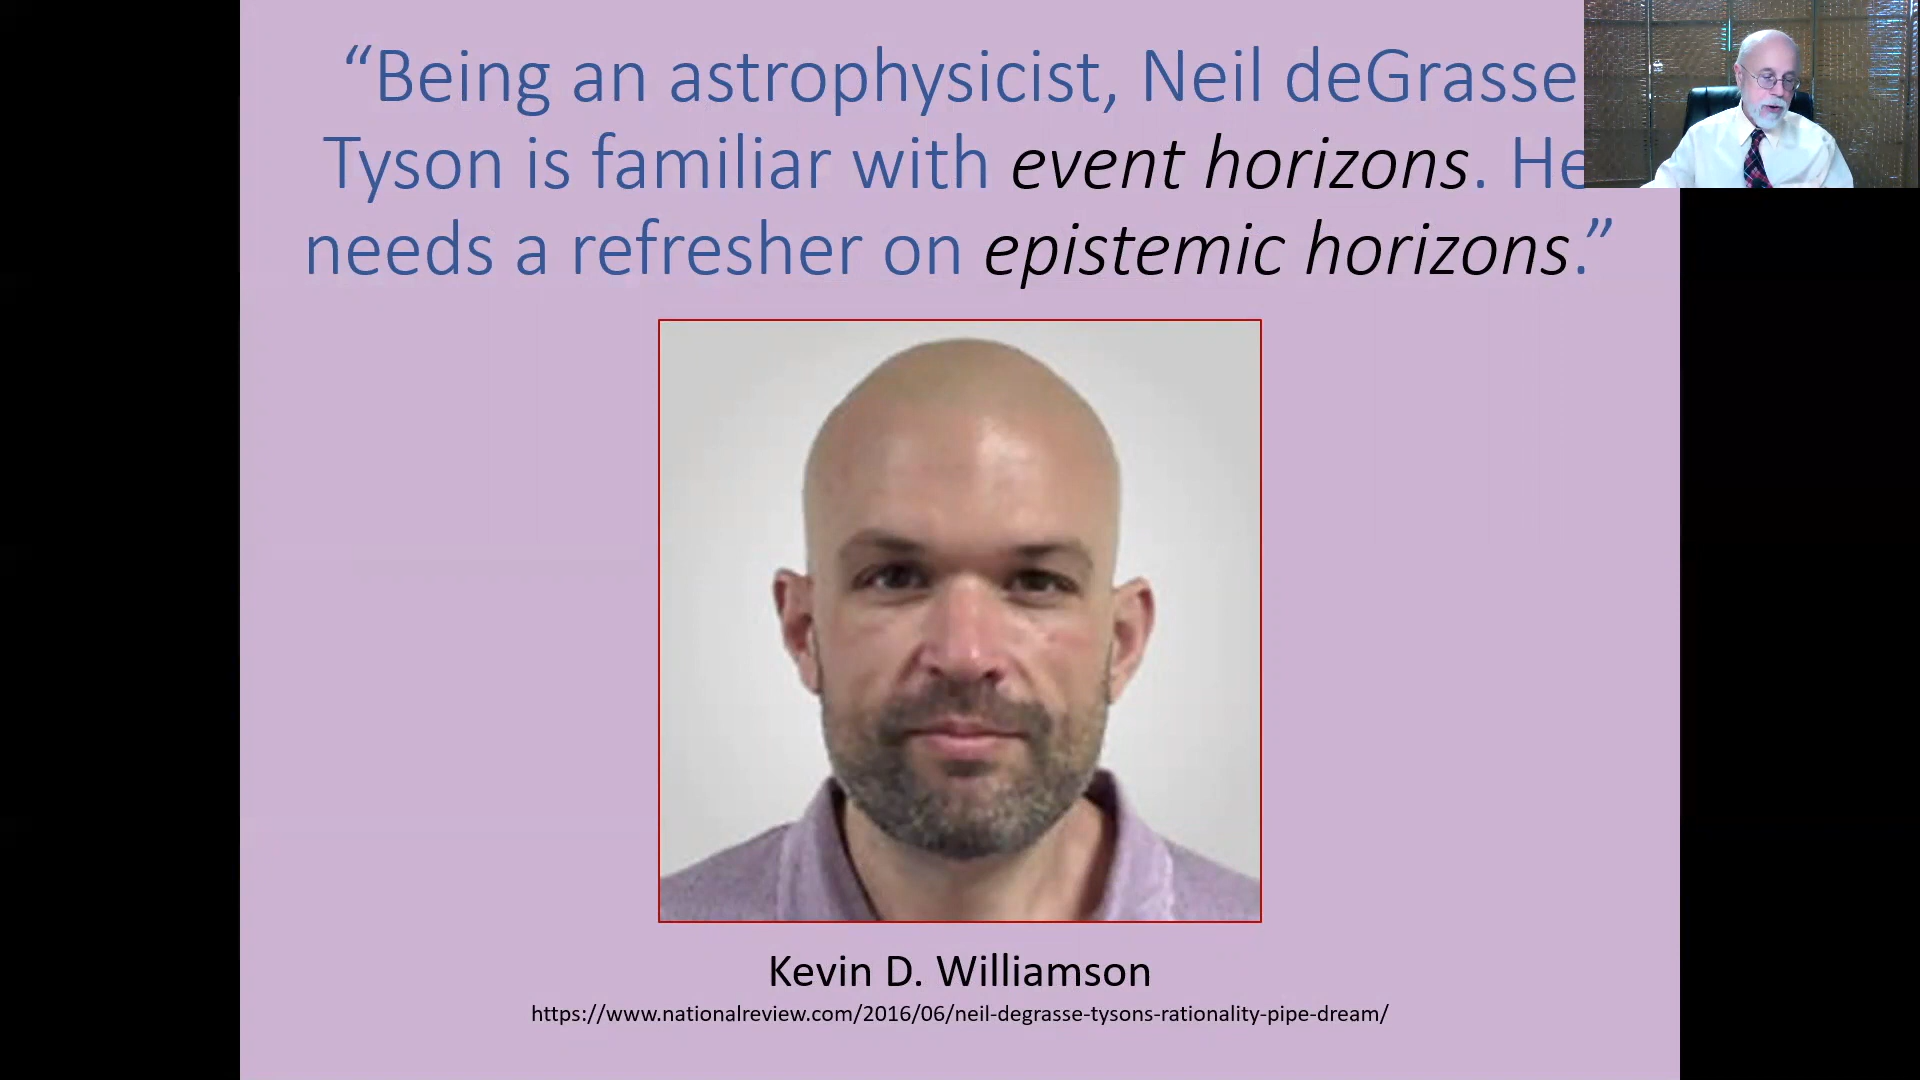 “Being an astrophysicist, Neil deGrasse
Tyson is familiar with event horizons. He
needs a refresher on epistemic horizons.”
Kevin D. Williamson
https://www.nationalreview.com/2016/06/neil-degrasse-tysons-rationality-pipe-dream/